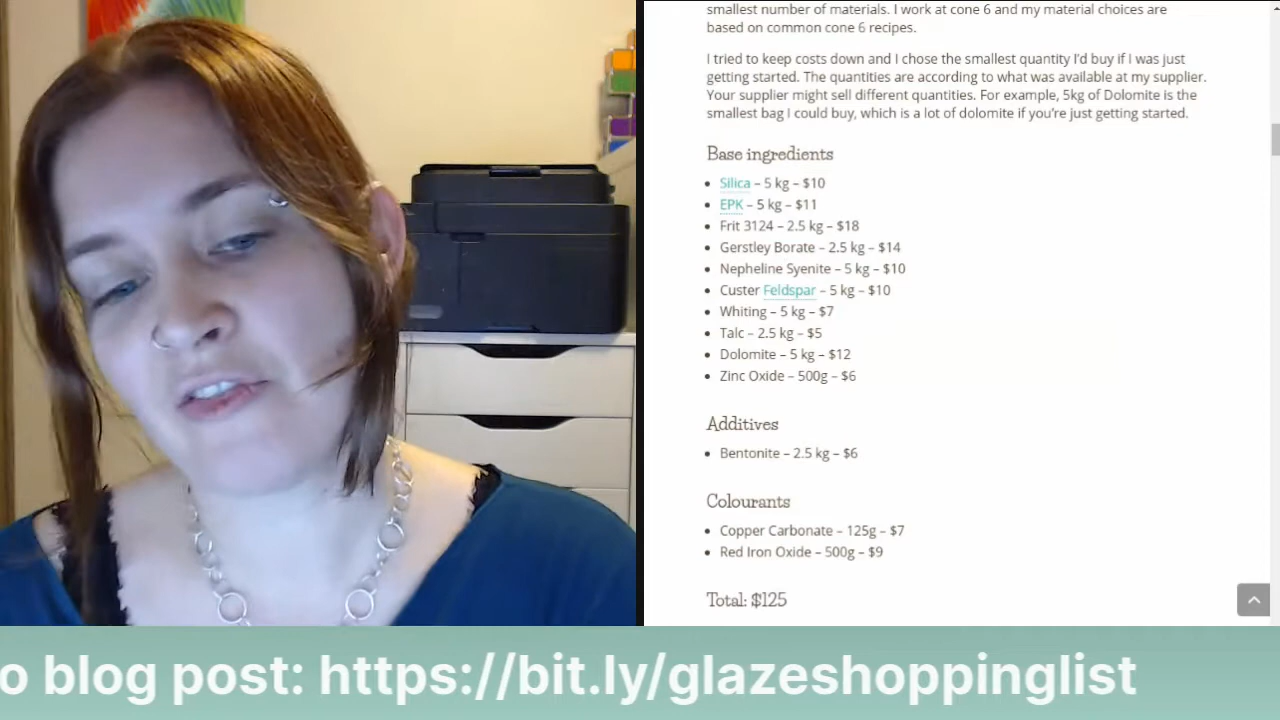 smallest number of materials. I work at cone 6 and my material choices are
based on common cone 6 recipes.
I tried to keep costs down and I chose the smallest quantity I'd buy if I was just
getting started. The quantities are according to what was available at my supplier.
Your supplier might sell different quantities. For example, 5kg of Dolomite is the
smallest bag I could buy, which is a lot of dolomite if you're just getting started.
Base ingredients
• Silica – 5 kg – $10
• EPK – 5 kg – $11
• Frit 3124 – 2.5 kg – $18
• Gerstley Borate – 2.5 kg – $14
• Nepheline Syenite – 5 kg – $10
• Custer Feldspar – 5 kg – $10
• Whiting – 5 kg – $7
• Talc – 2.5 kg – $5
• Dolomite – 5 kg – $12
• Zinc Oxide – 500g – $6
Additives
• Bentonite – 2.5 kg – $6
Colourants
• Copper Carbonate – 125g – $7
• Red Iron Oxide – 500g – $9
Total: $125
o blog post: https://bit.ly/glazeshoppinglist